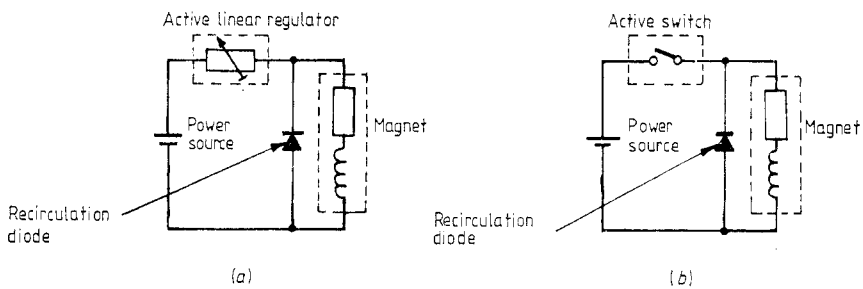 Active linear regulator
Power
source
Magnet
Recirculation
diode
(a)
Active switch
Power
source
Magnet
Recirculation
diode
(b)